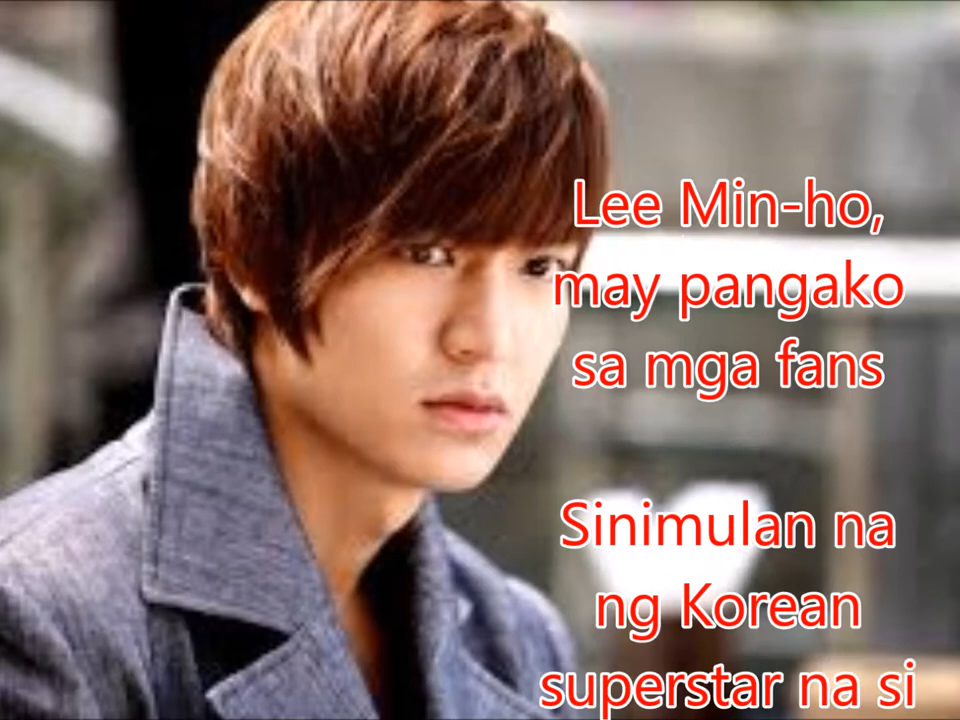 Lee Min-ho,
may pangako
sa mga fans
Sinimulan na
ng Korean
superstar na si